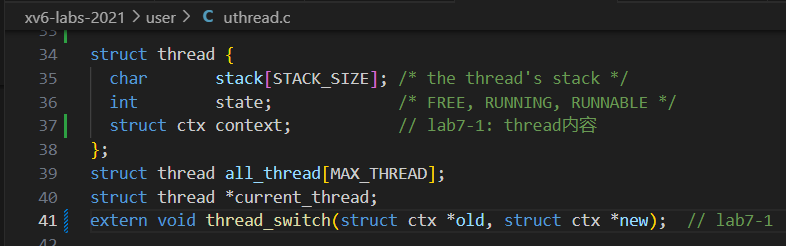 xv6-labs-2021 > user > uthread.c
33
34 struct thread {
35   char       stack[STACK_SIZE]; /* the thread's stack */
36   int        state;             /* FREE, RUNNING, RUNNABLE */
37   struct ctx context;           // lab7-1: thread内容
38 };
39 struct thread all_thread[MAX_THREAD];
40 struct thread *current_thread;
41 extern void thread_switch(struct ctx *old, struct ctx *new);  // lab7-1
42